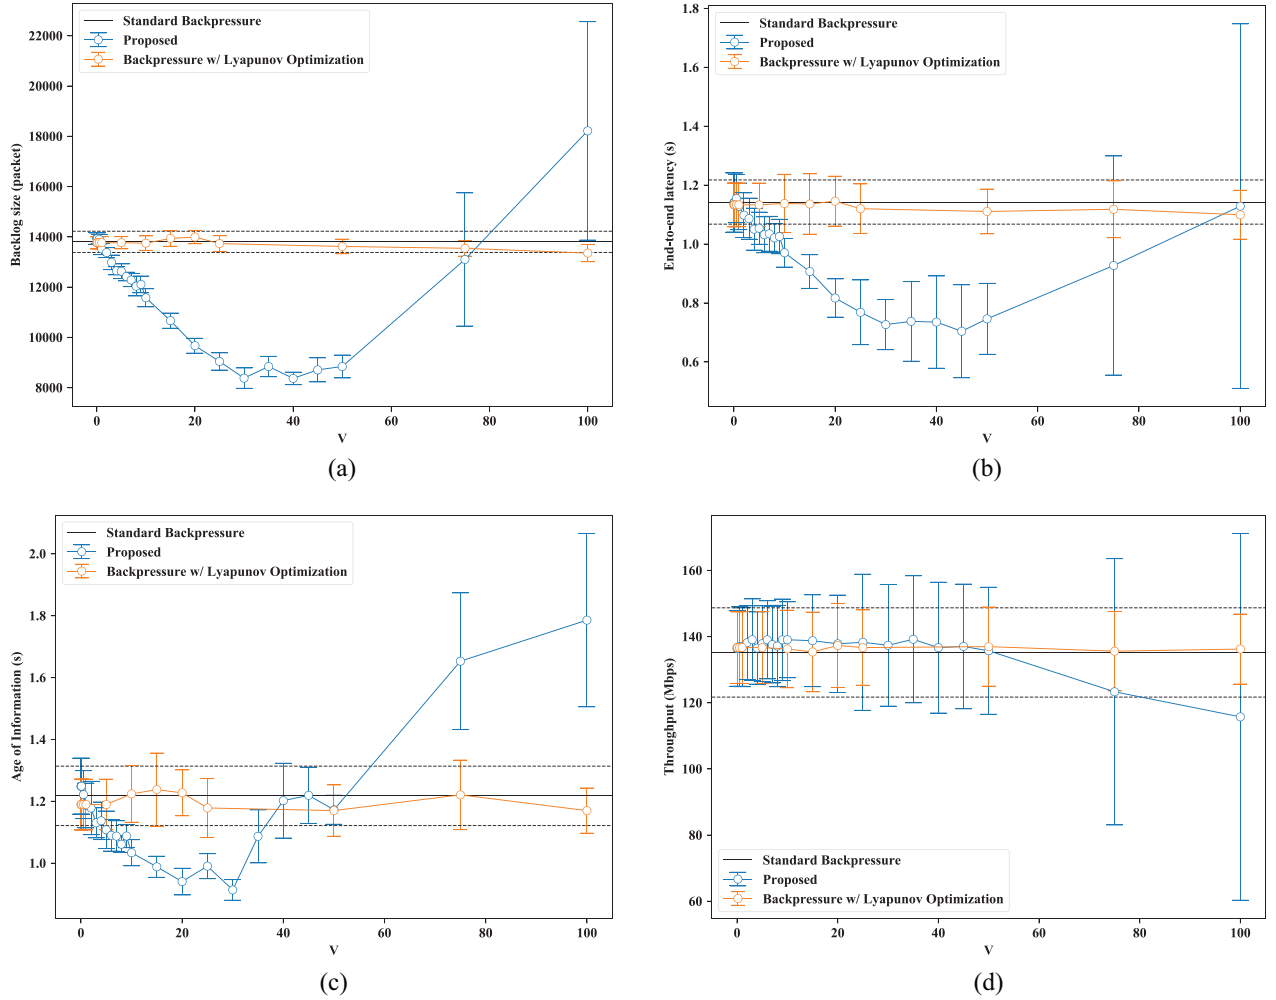 Standard Backpressure
Proposed
Backpressure w/ Lyapunov Optimization
22000
20000
18000
16000
14000
12000
10000
8000
Backlog size (packet)
0 20 40 60 80 100
V
(a)
Standard Backpressure
Proposed
Backpressure w/ Lyapunov Optimization
1.8
1.6
1.4
1.2
1.0
0.8
0.6
End-to-end latency (s)
0 20 40 60 80 100
V
(b)
Standard Backpressure
Proposed
Backpressure w/ Lyapunov Optimization
2.0
1.8
1.6
1.4
1.2
1.0
Age of Information (s)
0 20 40 60 80 100
V
(c)
160
140
120
100
80
60
Throughput (Mbps)
Standard Backpressure
Proposed
Backpressure w/ Lyapunov Optimization
0 20 40 60 80 100
V
(d)